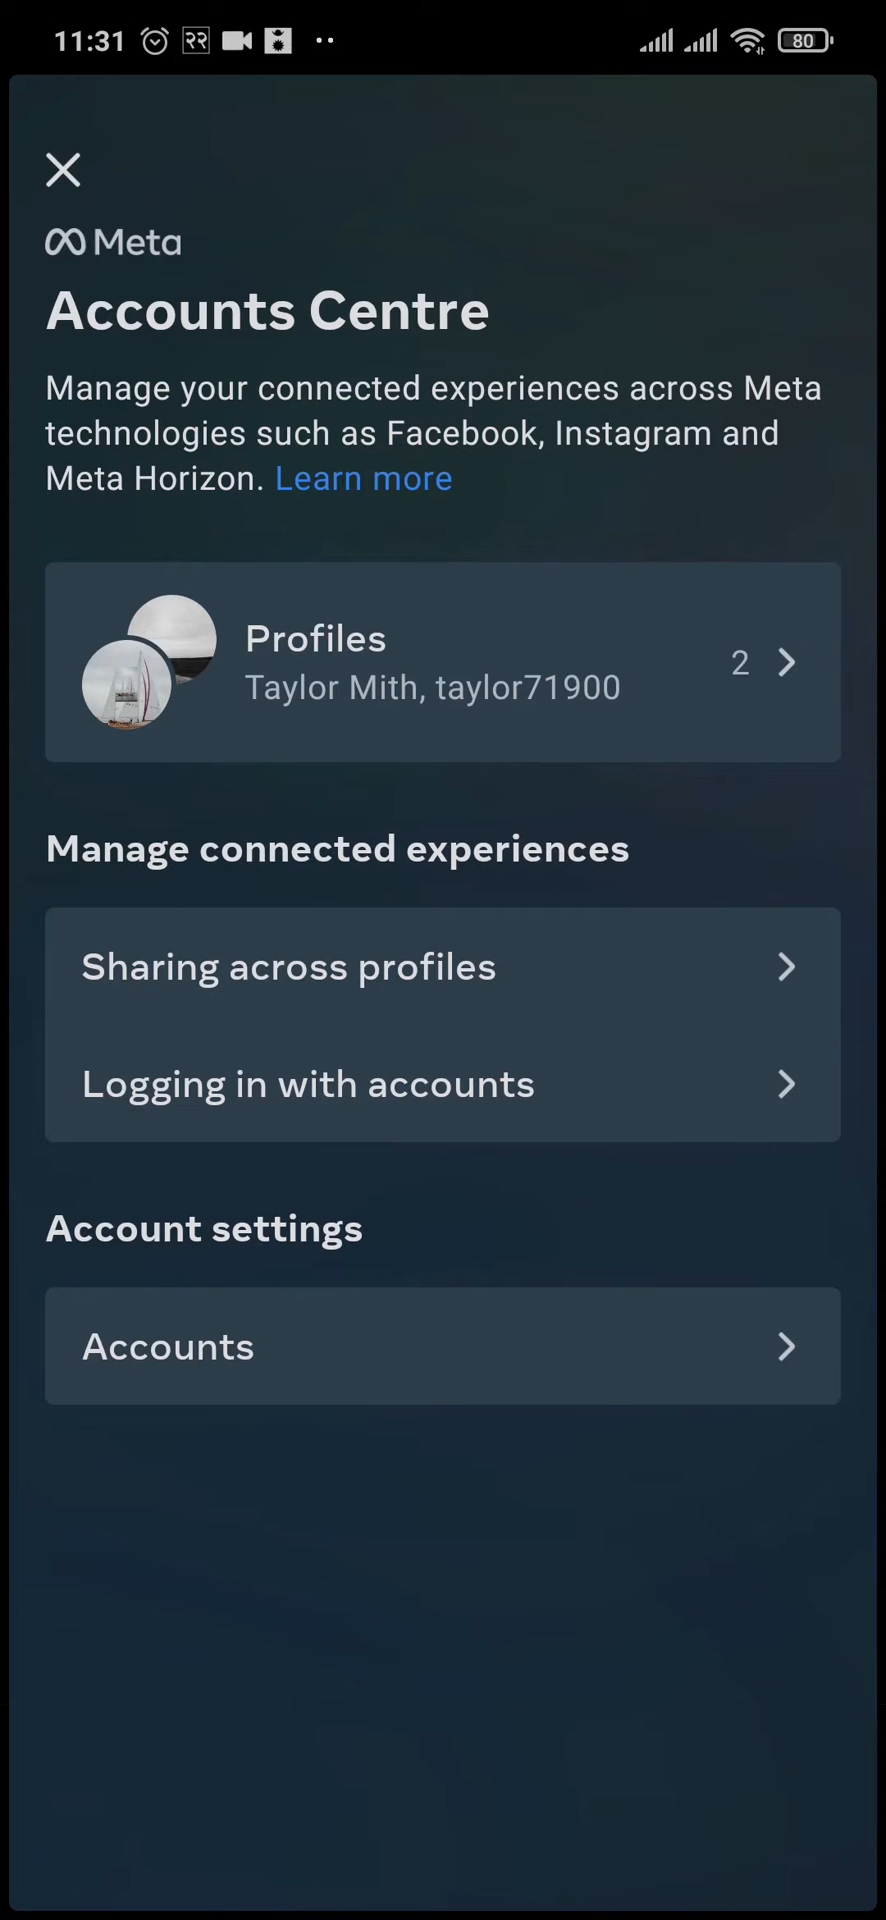 11:31 २२ 80
Meta
Accounts Centre
Manage your connected experiences across Meta
technologies such as Facebook, Instagram and
Meta Horizon. Learn more
Profiles
Taylor Mith, taylor71900
2
Manage connected experiences
Sharing across profiles
Logging in with accounts
Account settings
Accounts